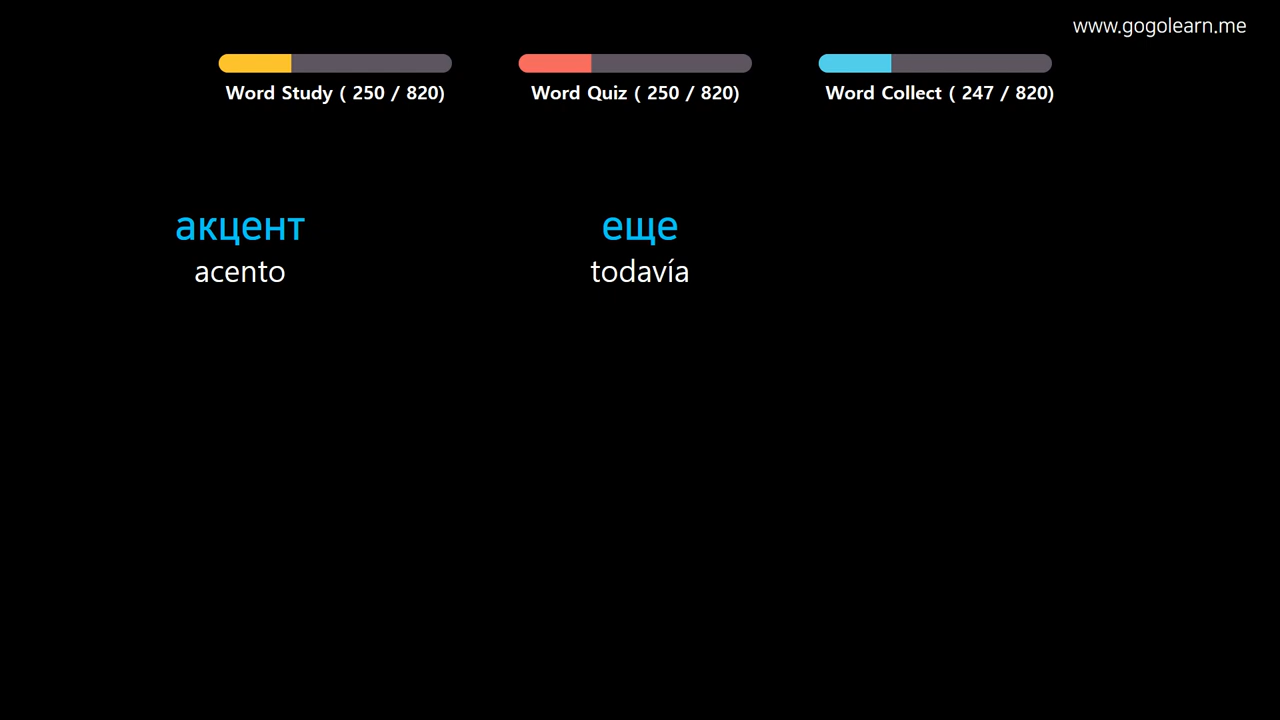 www.gogolearn.me
Word Study ( 250 / 820)
Word Quiz ( 250 / 820)
Word Collect ( 247 / 820)
акцент
acento
еще
todavía